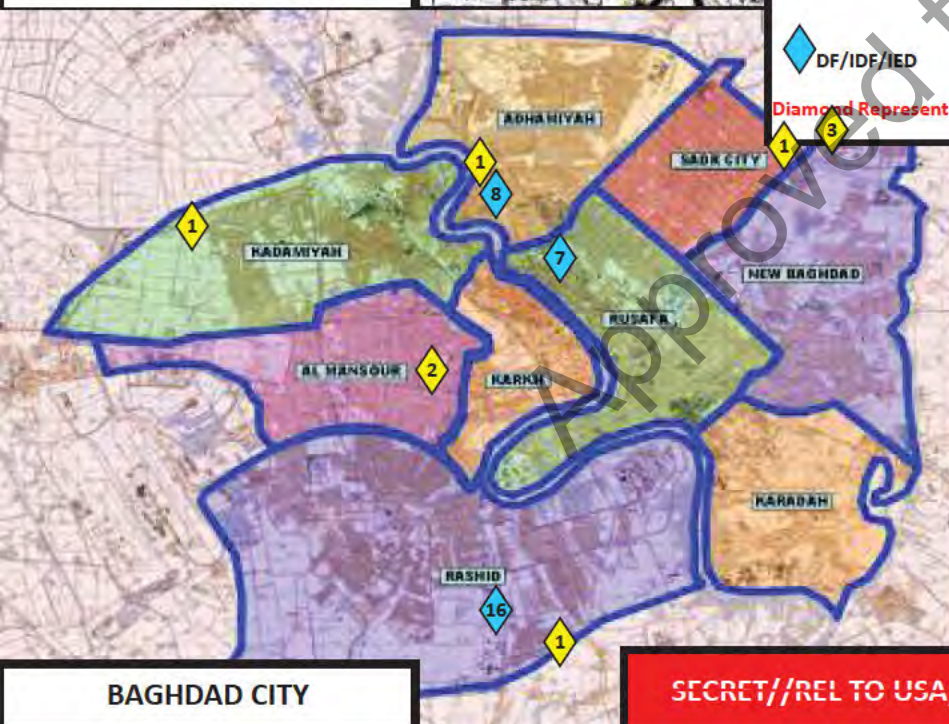 DF/IDF/IED
Diamond Represent
ADHAMIYAH
SADR CITY
1
3
1
8
1
KADAMIYAH
7
NEW BAGHDAD
RUSAFA
AL MANSOUR
2
KARKH
KARADAH
RASHID
16
1
BAGHDAD CITY
SECRET//REL TO USA
Approved f